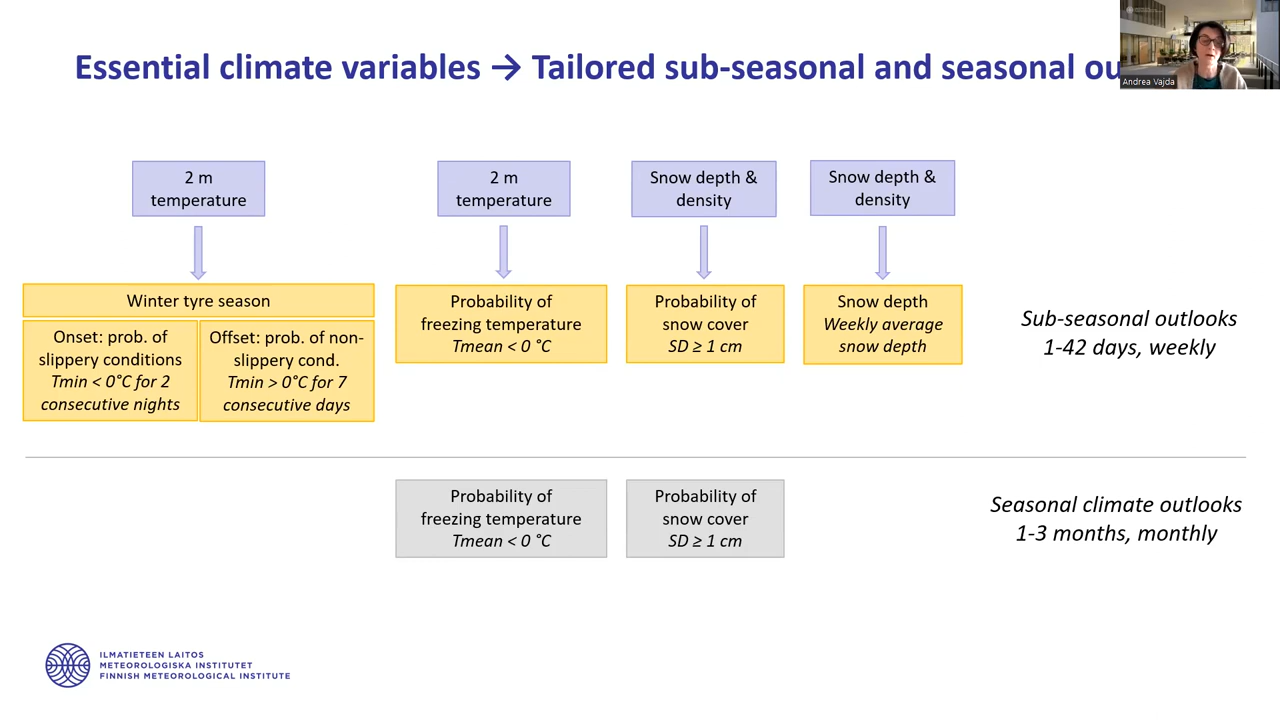 Essential climate variables → Tailored sub-seasonal and seasonal ou
Andrea Vajda
2 m
temperature
2 m
temperature
Snow depth &
density
Snow depth &
density
Winter tyre season
Onset: prob. of
slippery conditions
Tmin < 0°C for 2
consecutive nights
Offset: prob. of non-
slippery cond.
Tmin > 0°C for 7
consecutive days
Probability of
freezing temperature
Tmean < 0 °C
Probability of
snow cover
SD ≥ 1 cm
Snow depth
Weekly average
snow depth
Sub-seasonal outlooks
1-42 days, weekly
Probability of
freezing temperature
Tmean < 0 °C
Probability of
snow cover
SD ≥ 1 cm
Seasonal climate outlooks
1-3 months, monthly
ILMATIETEEN LAITOS
METEOROLOGISKA INSTITUTET
FINNISH METEOROLOGICAL INSTITUTE